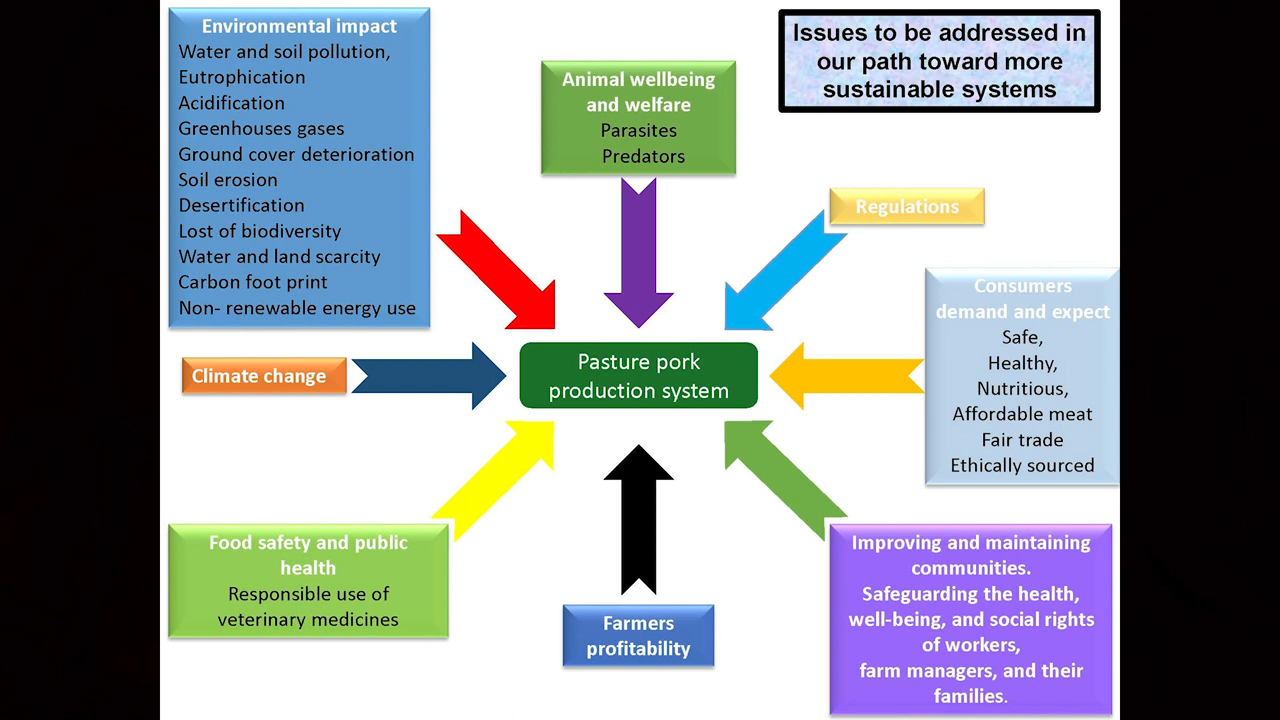 Environmental impact
Water and soil pollution,
Eutrophication
Acidification
Greenhouses gases
Ground cover deterioration
Soil erosion
Desertification
Lost of biodiversity
Water and land scarcity
Carbon foot print
Non- renewable energy use
Animal wellbeing
and welfare
Parasites
Predators
Issues to be addressed in
our path toward more
sustainable systems
Regulations
Consumers
demand and expect
Safe,
Healthy,
Nutritious,
Affordable meat
Fair trade
Ethically sourced
Climate change
Pasture pork
production system
Food safety and public
health
Responsible use of
veterinary medicines
Farmers
profitability
Improving and maintaining
communities.
Safeguarding the health,
well-being, and social rights
of workers,
farm managers, and their
families.